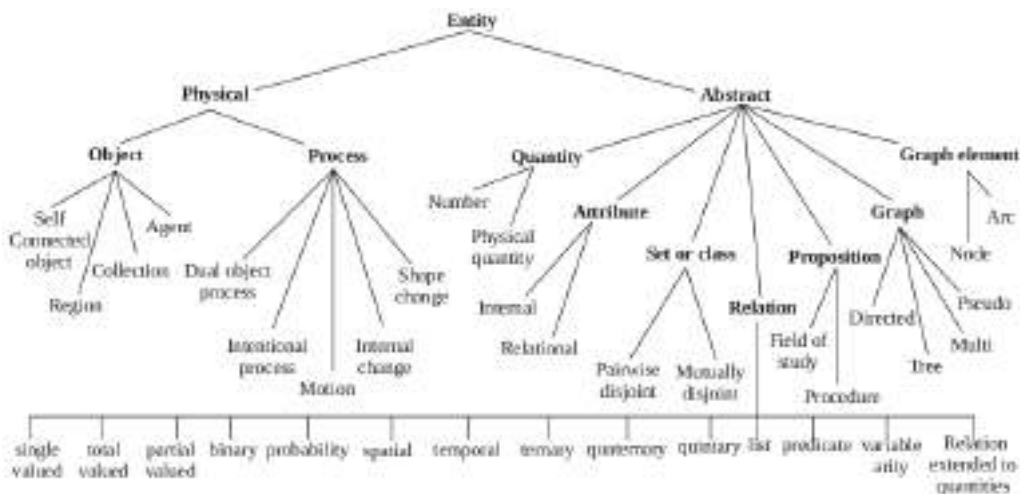 Entity
Physical
Abstract
Object
Process
Quantity
Graph element
Number
Attribute
Graph
Arc
Self
Connected
object
Agent
Physical
quantity
Set or class
Proposition
Node
Collection
Dual object
process
Shape
change
Region
Internal
Relation
Directed
Pseudo
Intentional
process
Internal
change
Relational
Field of
study
Multi
Motion
Pairwise
disjoint
Mutually
disjoint
Tree
Procedure
single
valued
total
valued
partial
valued
binary
probability
spatial
temporal
ternary
quaternory
quintary
list
predicate
variable
arity
Relation
extended to
quantities